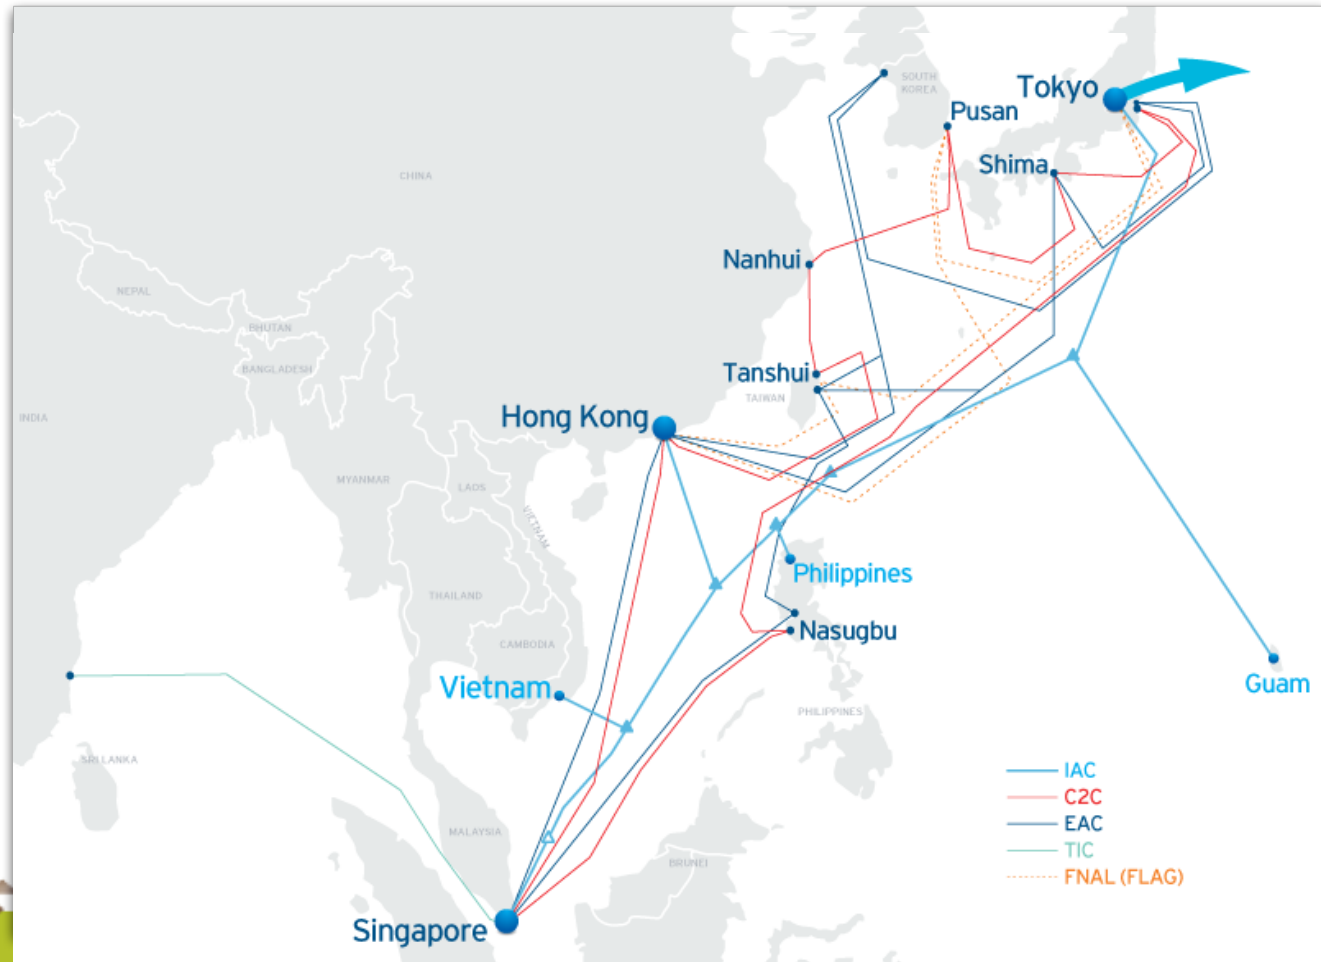 SOUTH
KOREA
Tokyo
Pusan
Shima
CHINA
Nanhui
NEPAL
BHUTAN
BANGLADESH
Tanshui
TAIWAN
INDIA
Hong Kong
MYANMAR
LAOS
VIETNAM
Philippines
THAILAND
Nasugbu
CAMBODIA
Vietnam
Guam
PHILIPPINES
SRI LANKA
IAC
C2C
EAC
TIC
FNAL (FLAG)
MALAYSIA
BRUNEI
Singapore